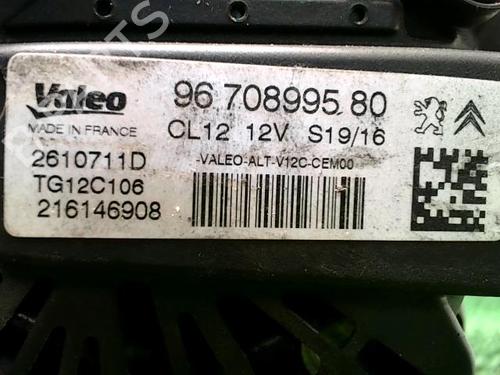 Valeo
96 708995 80
MADE IN FRANCE
CL12 12V S19/16
2610711D
-VALEO-ALT-V12C-CEM00
TG12C106
216146908